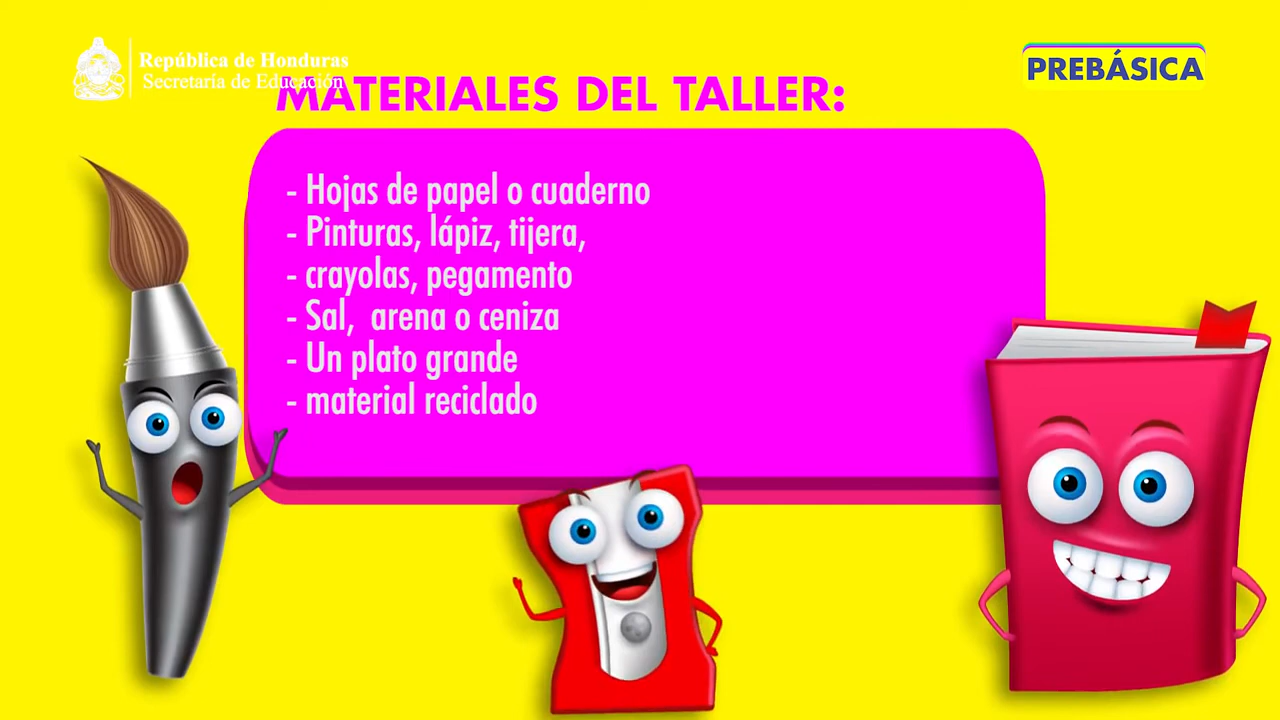 República de Honduras
Secretaría de Educación
PREBÁSICA
MATERIALES DEL TALLER:
- Hojas de papel o cuaderno
- Pinturas, lápiz, tijera,
- crayolas, pegamento
- Sal, arena o ceniza
- Un plato grande
- material reciclado